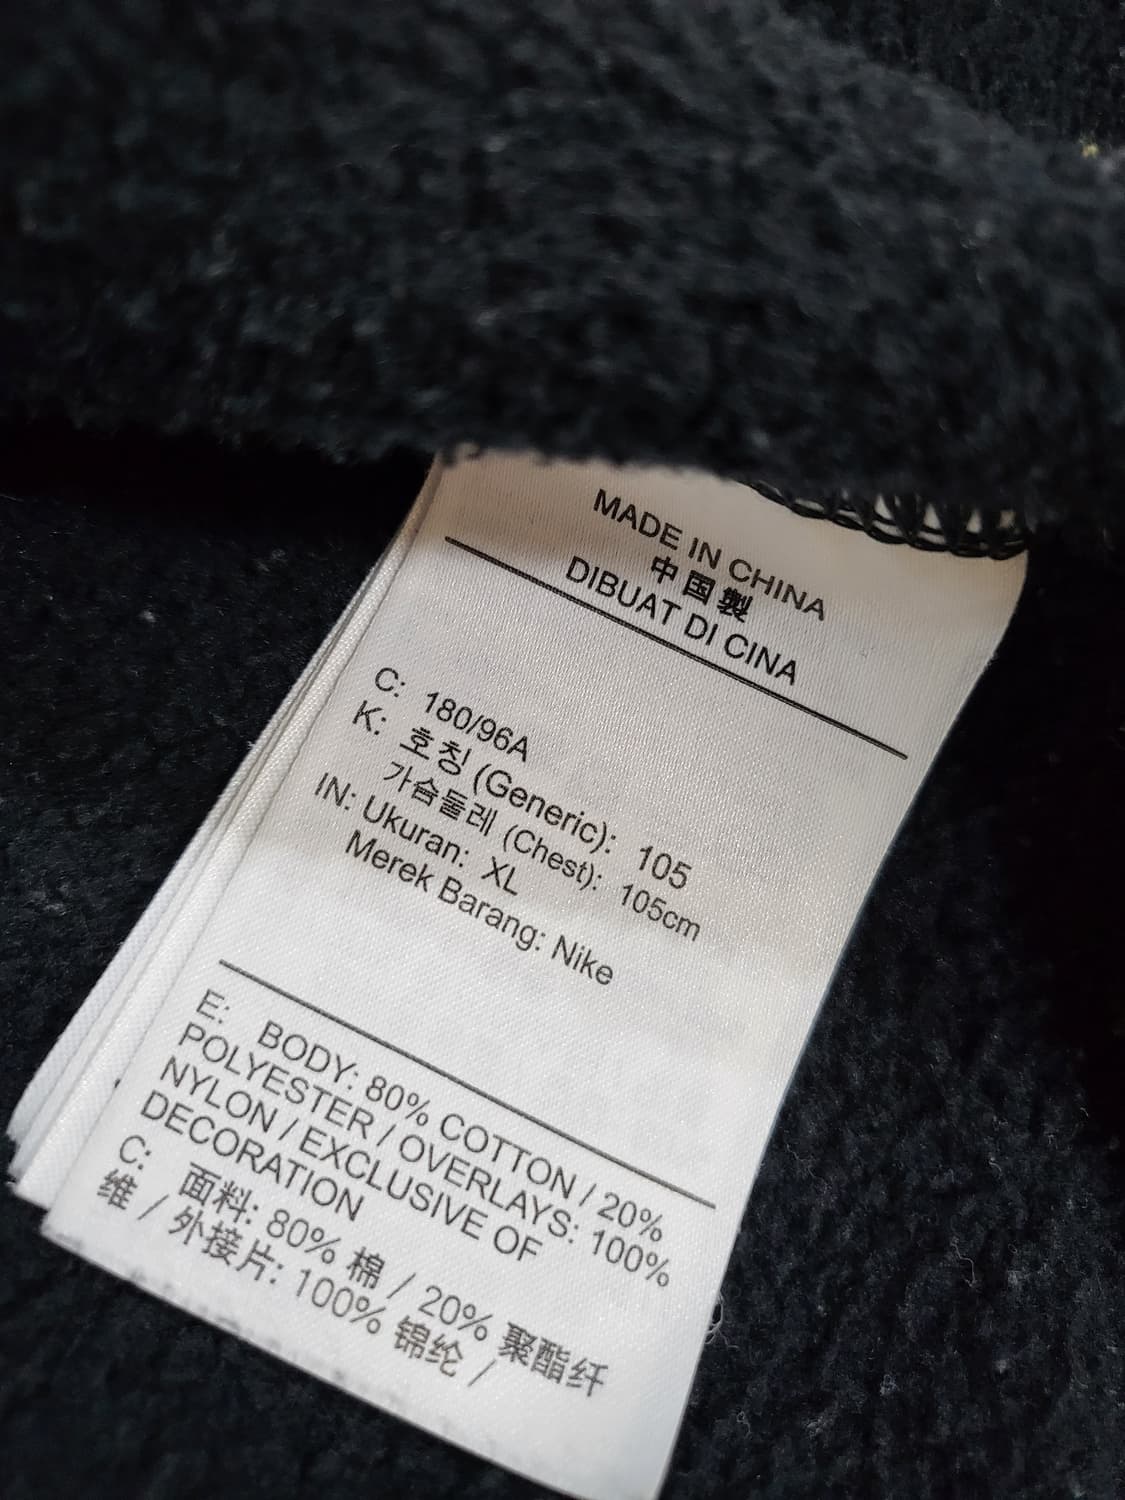 MADE IN CHINA
中国製
DIBUAT DI CINA
C: 180/96A
K: 호칭 (Generic): 105
가슴둘레 (Chest): 105cm
IN: Ukuran: XL
Merek Barang: Nike
E: BODY: 80% COTTON / 20%
POLYESTER / OVERLAYS: 100%
NYLON / EXCLUSIVE OF
DECORATION
C: 面料: 80% 棉 / 20% 聚酯纤
维 / 外接片: 100% 锦纶 /